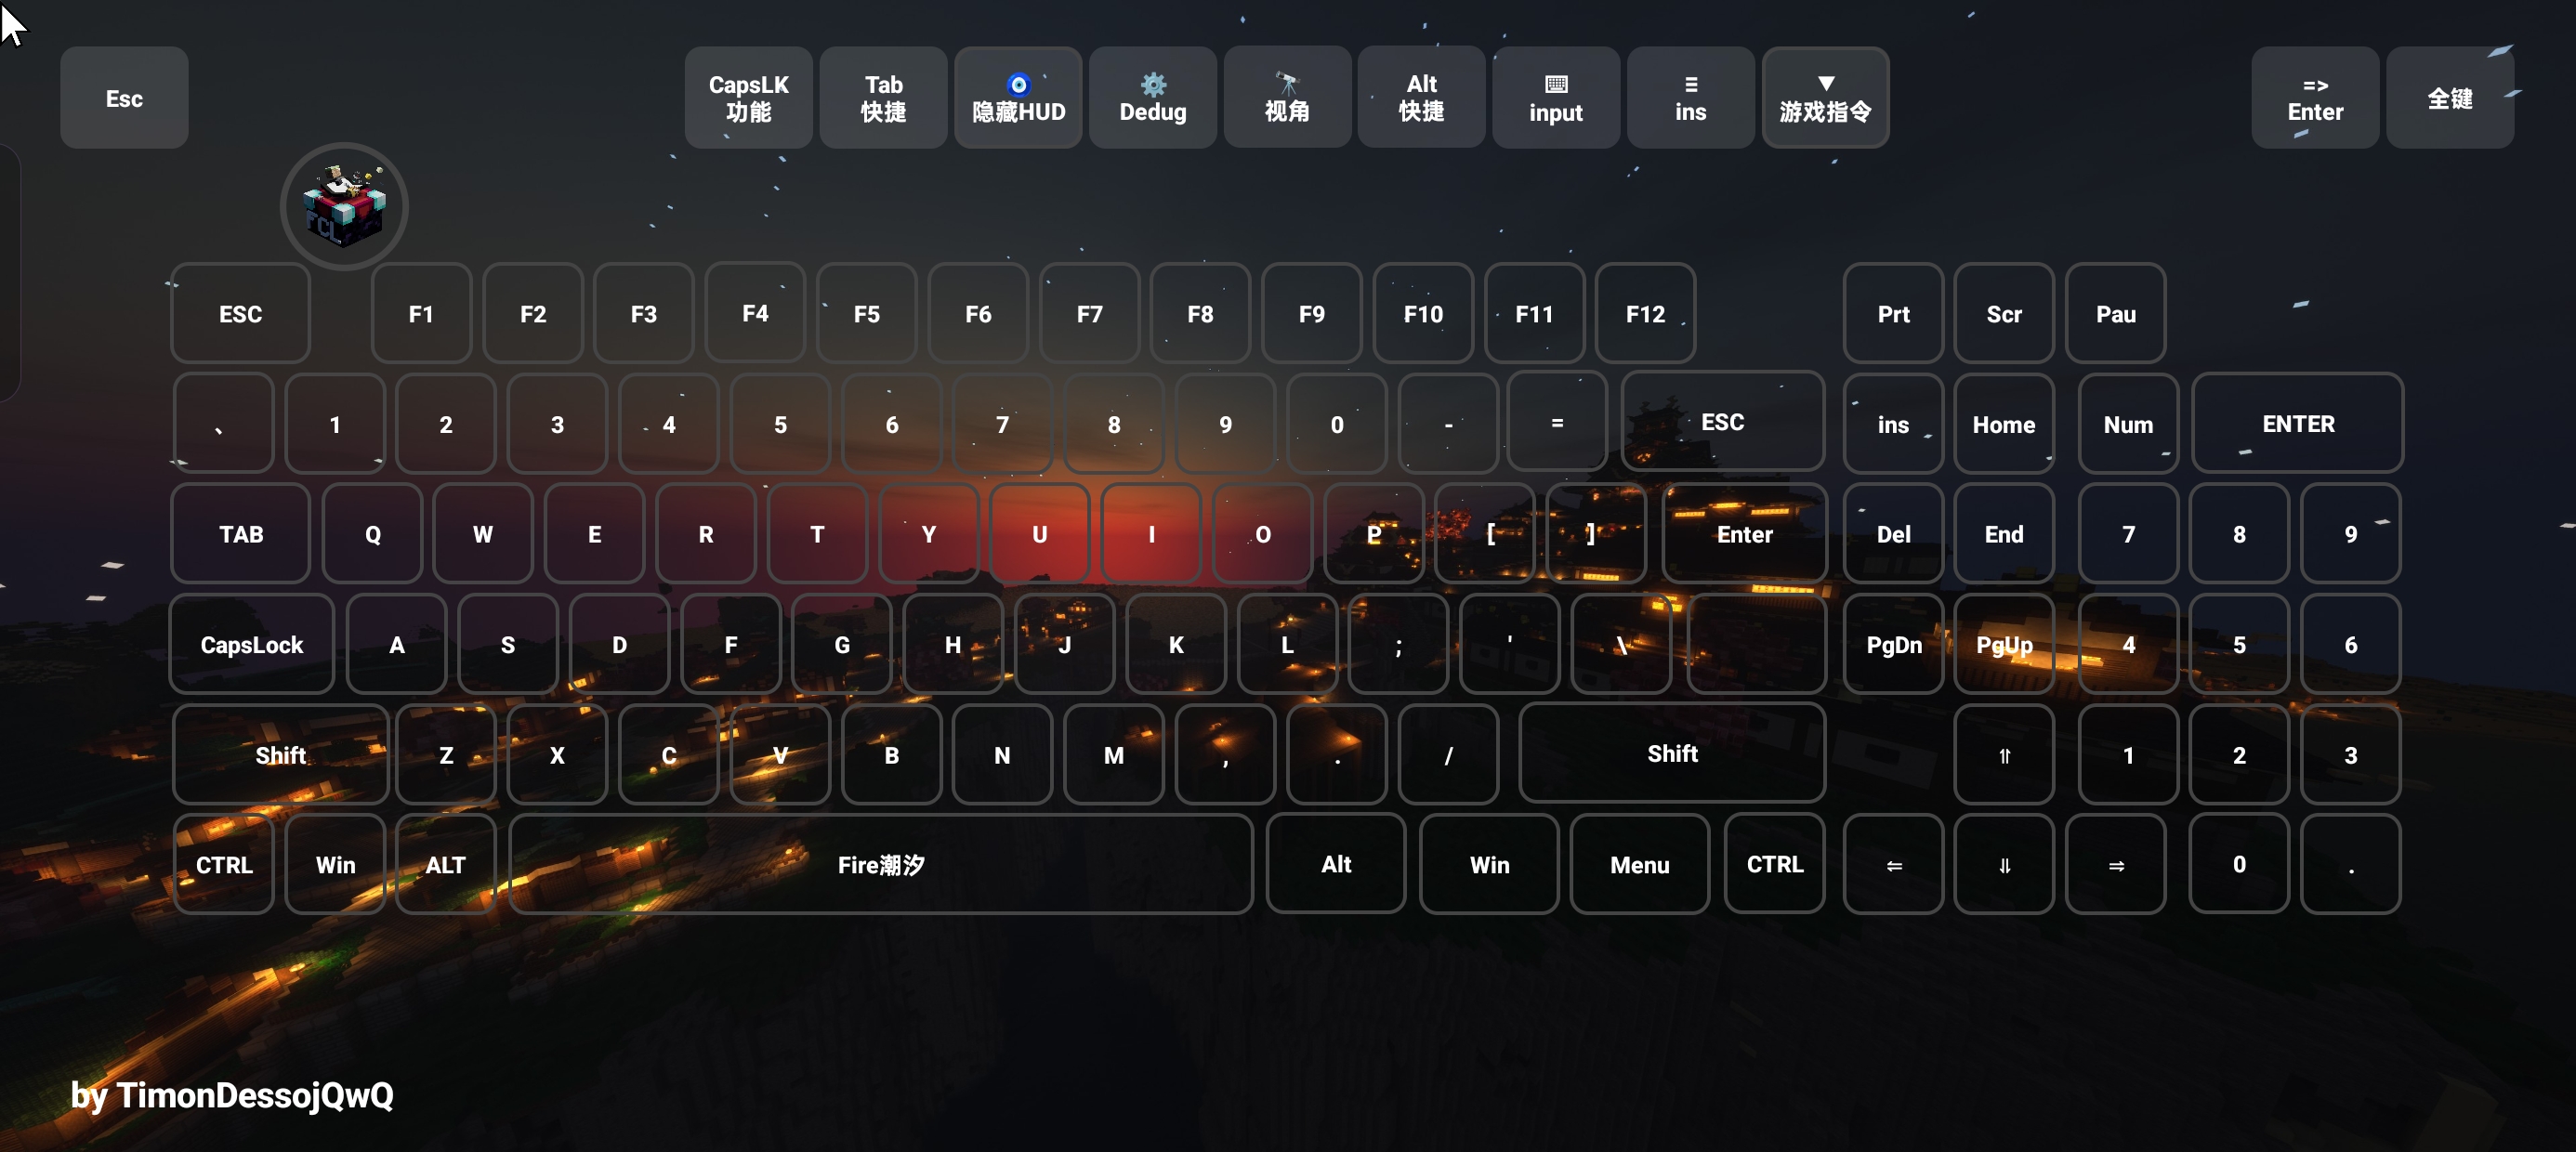 Esc
CapsLK
功能
Tab
快捷
隐藏HUD
Dedug
视角
Alt
快捷
input
ins
▼
游戏指令
=>
Enter
全键
FCL
ESC F1 F2 F3 F4 F5 F6 F7 F8 F9 F10 F11 F12 Prt Scr Pau
、 1 2 3 4 5 6 7 8 9 0 - = ESC ins Home Num ENTER
TAB Q W E R T Y U I O P [ ] Enter Del End 7 8 9
CapsLock A S D F G H J K L ; ' \ PgDn PgUp 4 5 6
Shift Z X C V B N M , . / Shift ⥣ 1 2 3
CTRL Win ALT Fire潮汐 Alt Win Menu CTRL ⥢ ⥥ ⥤ 0 .
by TimonDessojQwQ